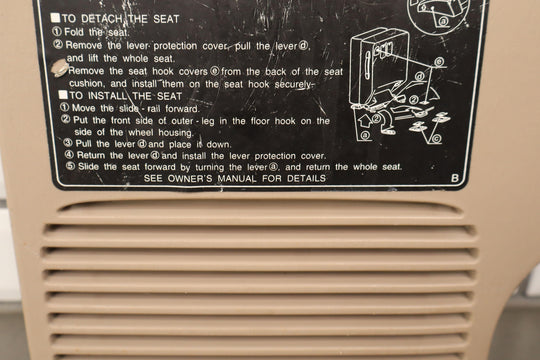 ■ TO DETACH THE SEAT
① Fold the seat.
② Remove the lever protection cover, pull the lever ⓓ,
and lift the whole seat.
Remove the seat hook covers ⓔ from the back of the seat
cushion, and install them on the seat hook securely.
■ TO INSTALL THE SEAT
① Move the slide-rail forward.
② Put the front side of outer-leg in the floor hook on the
side of the wheel housing.
③ Pull the lever ⓓ and place it down.
④ Return the lever ⓓ and install the lever protection cover.
⑤ Slide the seat forward by turning the lever ⓐ, and return the whole seat.
SEE OWNER'S MANUAL FOR DETAILS
B